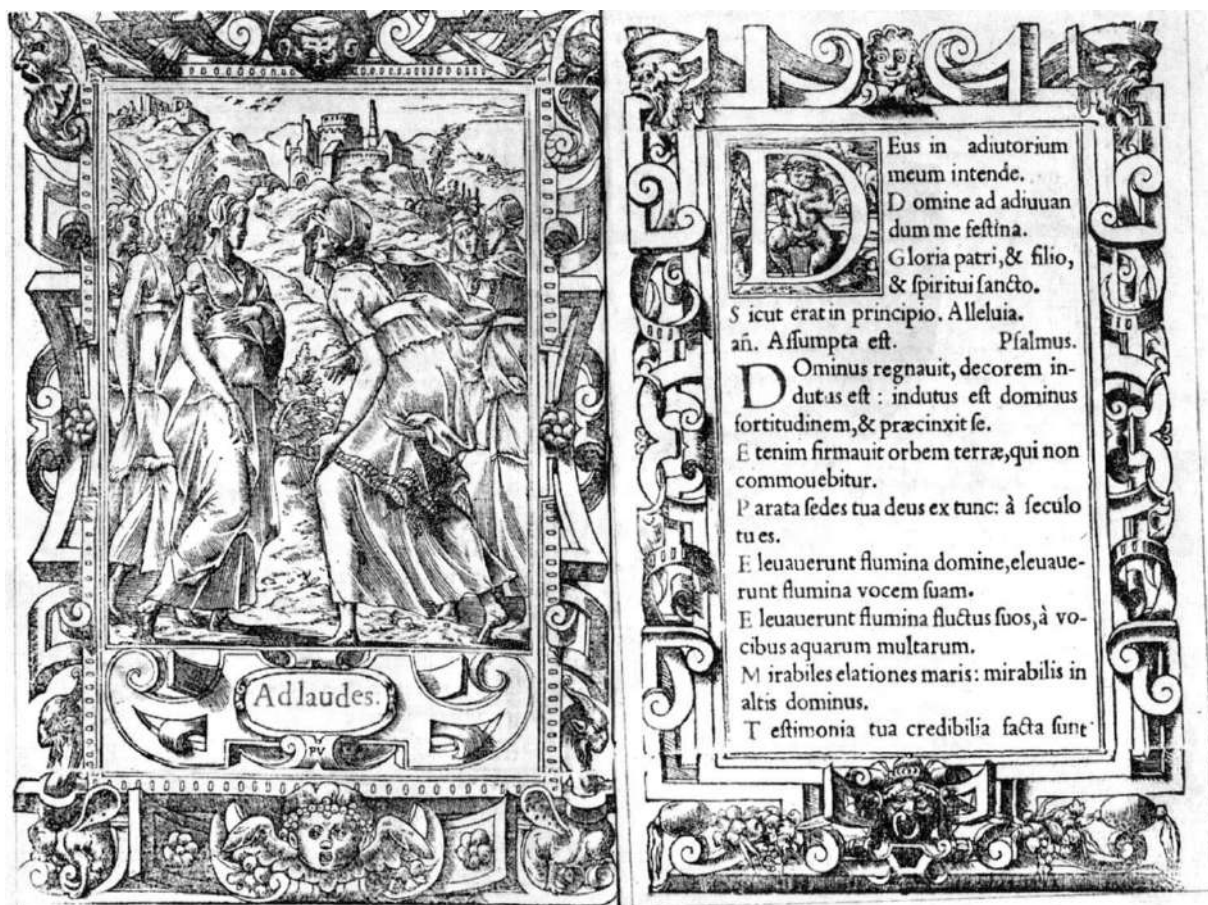 Ad laudes.
PV
DEus in adiutorium
meum intende.
D omine ad adiuuan
dum me feſtina.
Gloria patri, & filio,
& ſpiritui ſancto.
S icut erat in principio. Alleluia.
añ. Aſſumpta eſt. Pſalmus.
DOminus regnauit, decorem in-
dutus eſt : indutus eſt dominus
fortitudinem, & præcinxit ſe.
E tenim firmauit orbem terræ, qui non
commouebitur.
P arata ſedes tua deus ex tunc: à ſeculo
tu es.
E leuauerunt flumina domine, eleuaue-
runt flumina vocem ſuam.
E leuauerunt flumina fluctus ſuos, à vo-
cibus aquarum multarum.
M irabiles elationes maris: mirabilis in
altis dominus.
T eſtimonia tua credibilia facta ſunt